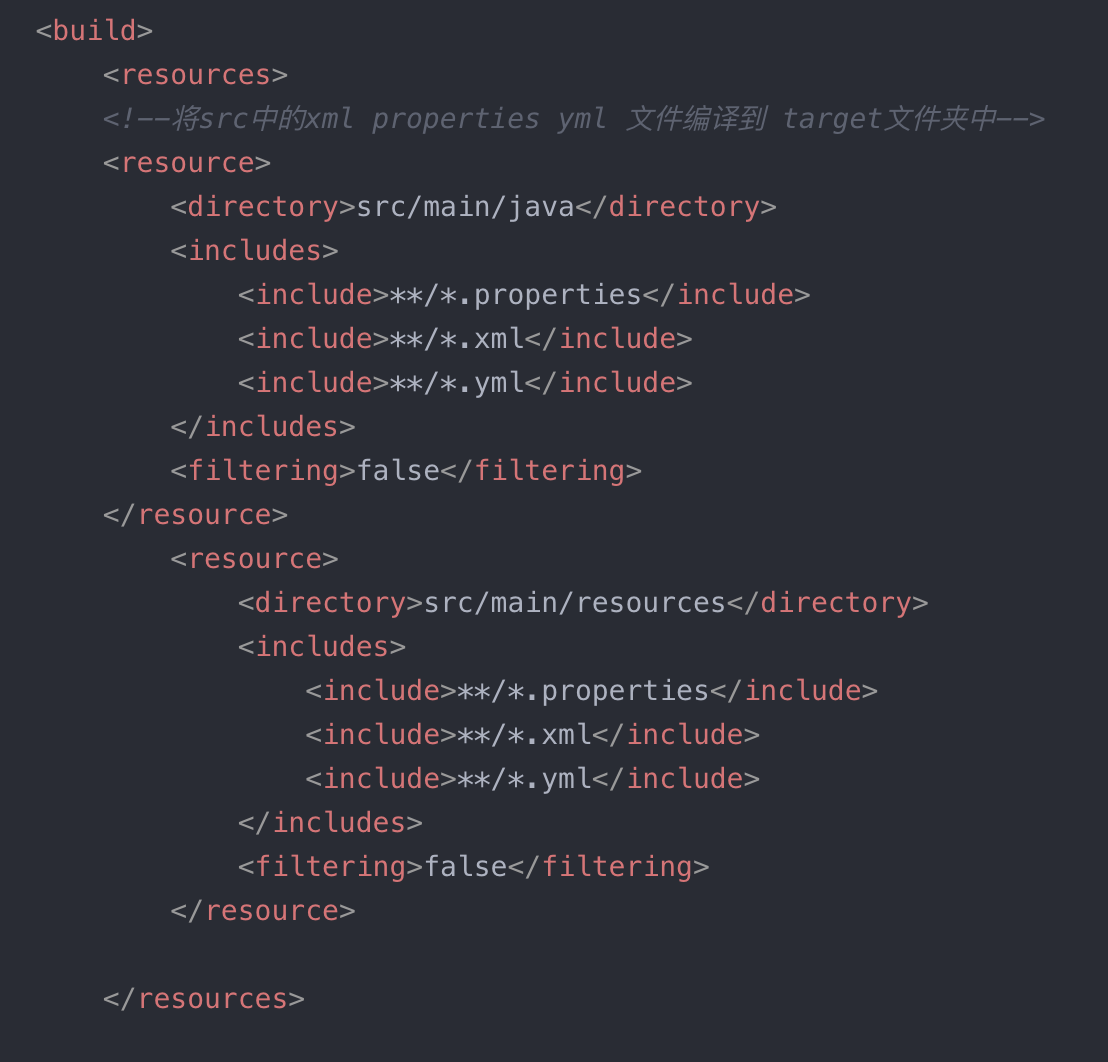 <build>
    <resources>
    <!--将src中的xml properties yml 文件编译到 target文件夹中-->
    <resource>
        <directory>src/main/java</directory>
        <includes>
            <include>**/*.properties</include>
            <include>**/*.xml</include>
            <include>**/*.yml</include>
        </includes>
        <filtering>false</filtering>
    </resource>
        <resource>
            <directory>src/main/resources</directory>
            <includes>
                <include>**/*.properties</include>
                <include>**/*.xml</include>
                <include>**/*.yml</include>
            </includes>
            <filtering>false</filtering>
        </resource>

    </resources>